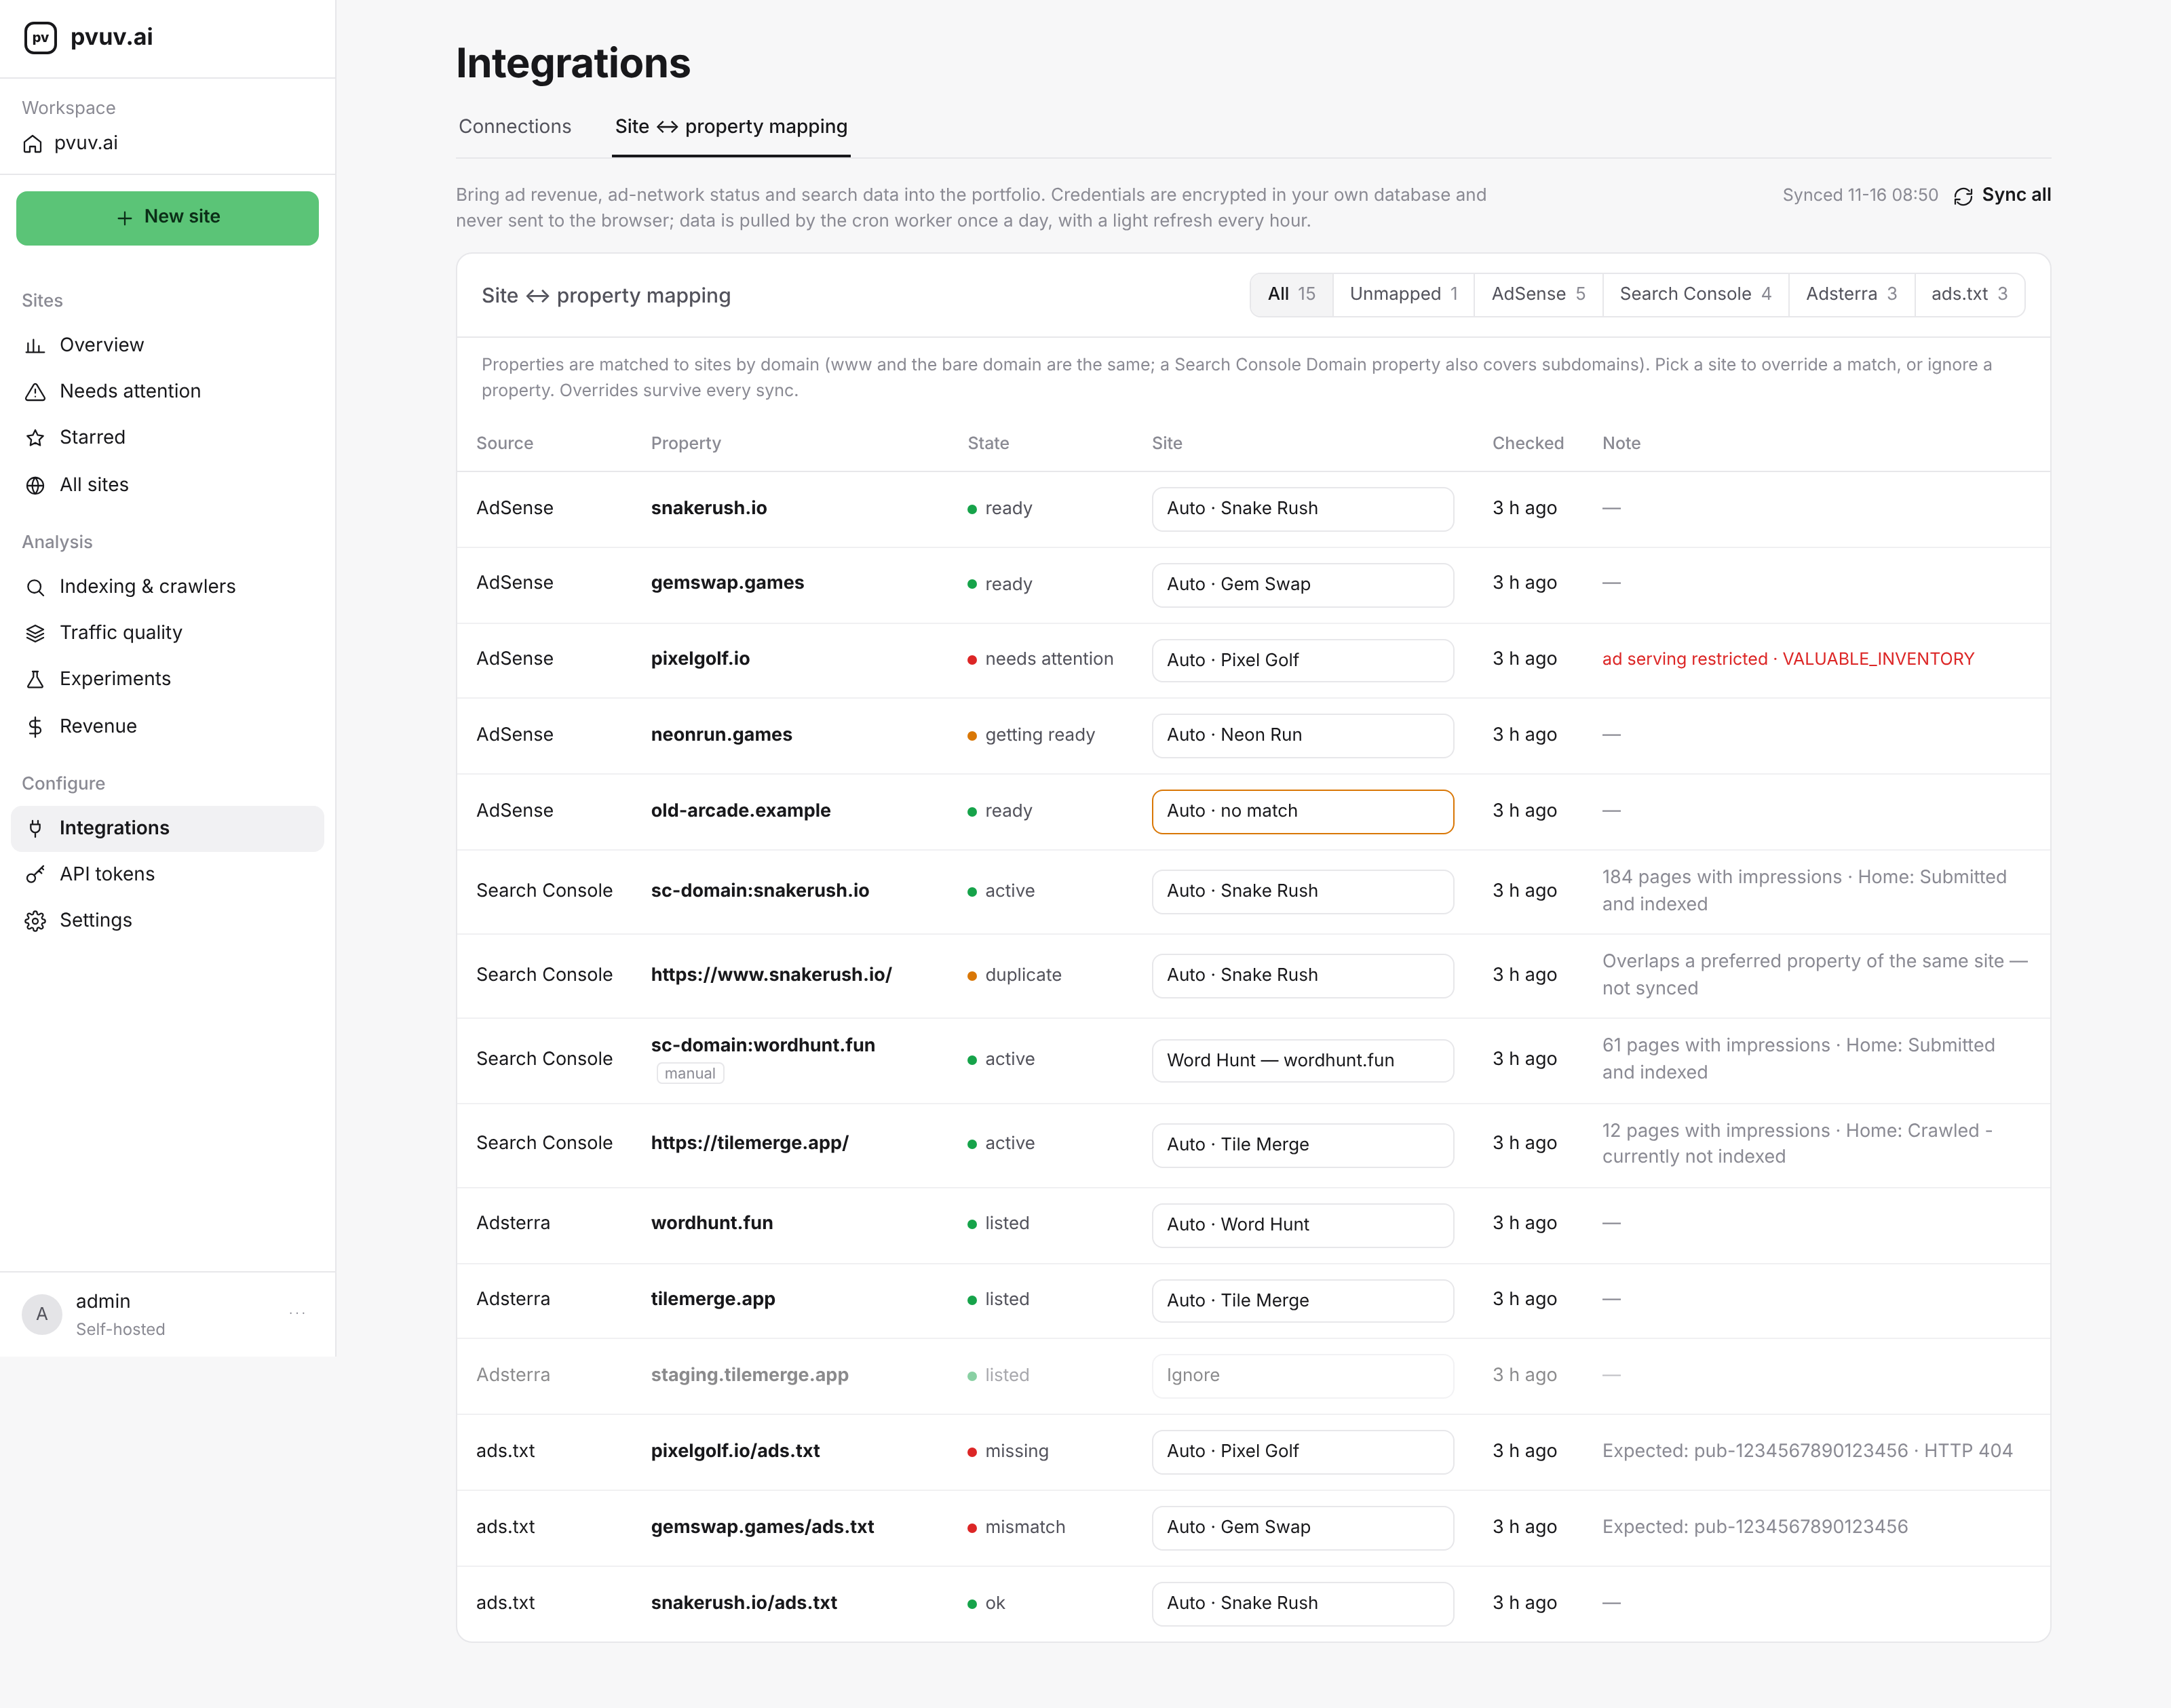 pv pvuv.ai
Workspace
pvuv.ai
+ New site
Sites
Overview
Needs attention
Starred
All sites
Analysis
Indexing & crawlers
Traffic quality
Experiments
Revenue
Configure
Integrations
API tokens
Settings
A admin
Self-hosted
...
Integrations
Connections Site ↔ property mapping
Bring ad revenue, ad-network status and search data into the portfolio. Credentials are encrypted in your own database and
never sent to the browser; data is pulled by the cron worker once a day, with a light refresh every hour.
Synced 11-16 08:50 Sync all
Site ↔ property mapping
All 15 Unmapped 1 AdSense 5 Search Console 4 Adsterra 3 ads.txt 3
Properties are matched to sites by domain (www and the bare domain are the same; a Search Console Domain property also covers subdomains). Pick a site to override a match, or ignore a
property. Overrides survive every sync.
Source Property State Site Checked Note
AdSense snakerush.io ready Auto · Snake Rush 3 h ago —
AdSense gemswap.games ready Auto · Gem Swap 3 h ago —
AdSense pixelgolf.io needs attention Auto · Pixel Golf 3 h ago ad serving restricted · VALUABLE_INVENTORY
AdSense neonrun.games getting ready Auto · Neon Run 3 h ago —
AdSense old-arcade.example ready Auto · no match 3 h ago —
Search Console sc-domain:snakerush.io active Auto · Snake Rush 3 h ago 184 pages with impressions · Home: Submitted
and indexed
Search Console https://www.snakerush.io/ duplicate Auto · Snake Rush 3 h ago Overlaps a preferred property of the same site —
not synced
Search Console sc-domain:wordhunt.fun active Word Hunt — wordhunt.fun 3 h ago 61 pages with impressions · Home: Submitted
manual and indexed
Search Console https://tilemerge.app/ active Auto · Tile Merge 3 h ago 12 pages with impressions · Home: Crawled -
currently not indexed
Adsterra wordhunt.fun listed Auto · Word Hunt 3 h ago —
Adsterra tilemerge.app listed Auto · Tile Merge 3 h ago —
Adsterra staging.tilemerge.app listed Ignore 3 h ago —
ads.txt pixelgolf.io/ads.txt missing Auto · Pixel Golf 3 h ago Expected: pub-1234567890123456 · HTTP 404
ads.txt gemswap.games/ads.txt mismatch Auto · Gem Swap 3 h ago Expected: pub-1234567890123456
ads.txt snakerush.io/ads.txt ok Auto · Snake Rush 3 h ago —